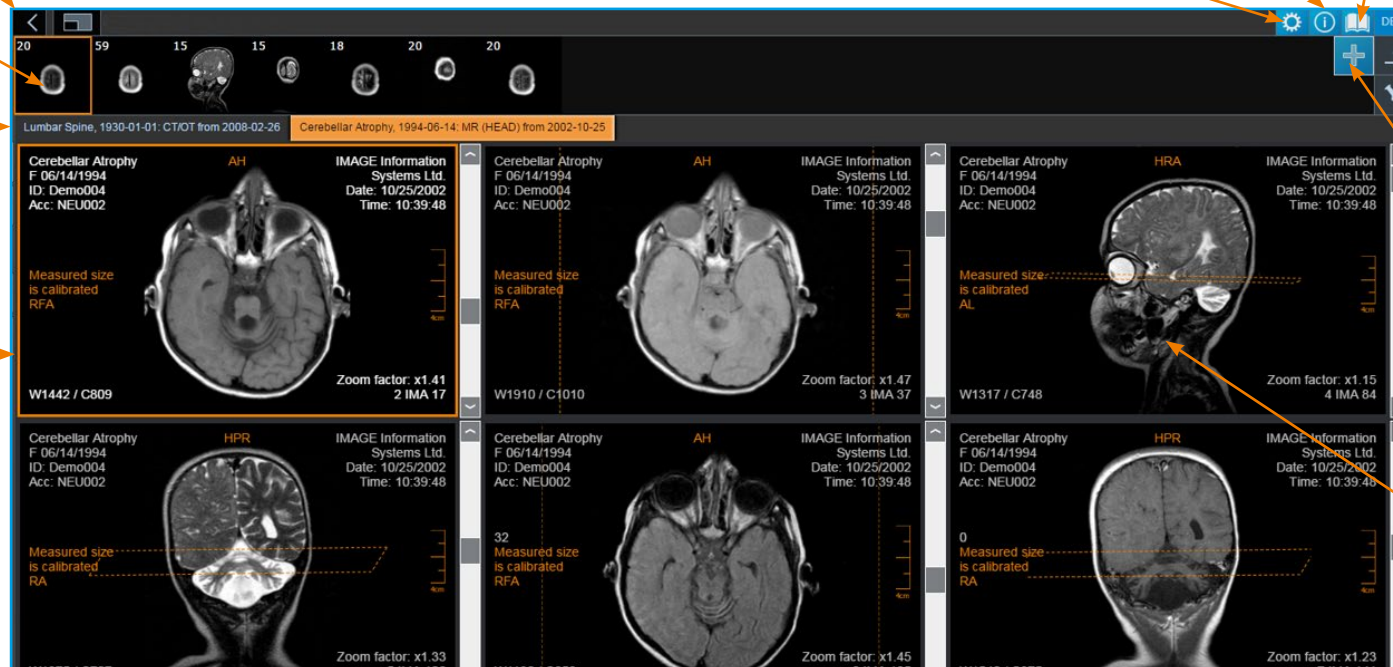 DE
20
59
15
15
18
20
20
Lumbar Spine, 1930-01-01: CT/OT from 2008-02-26
Cerebellar Atrophy, 1994-06-14: MR (HEAD) from 2002-10-25
Cerebellar Atrophy
F 06/14/1994
ID: Demo004
Acc: NEU002
AH
IMAGE Information
Systems Ltd.
Date: 10/25/2002
Time: 10:39:48
Measured size
is calibrated
RFA
4cm
Zoom factor: x1.41
W1442 / C809
2 IMA 17
Cerebellar Atrophy
F 06/14/1994
ID: Demo004
Acc: NEU002
AH
IMAGE Information
Systems Ltd.
Date: 10/25/2002
Time: 10:39:48
Measured size
is calibrated
RFA
4cm
Zoom factor: x1.47
W1910 / C1010
3 IMA 37
Cerebellar Atrophy
F 06/14/1994
ID: Demo004
Acc: NEU002
HRA
IMAGE Information
Systems Ltd.
Date: 10/25/2002
Time: 10:39:48
Measured size
is calibrated
AL
4cm
Zoom factor: x1.15
W1317 / C748
4 IMA 84
Cerebellar Atrophy
F 06/14/1994
ID: Demo004
Acc: NEU002
HPR
IMAGE Information
Systems Ltd.
Date: 10/25/2002
Time: 10:39:48
Measured size
is calibrated
RA
4cm
Zoom factor: x1.33
Cerebellar Atrophy
F 06/14/1994
ID: Demo004
Acc: NEU002
AH
IMAGE Information
Systems Ltd.
Date: 10/25/2002
Time: 10:39:48
32
Measured size
is calibrated
RFA
4cm
Zoom factor: x1.45
Cerebellar Atrophy
F 06/14/1994
ID: Demo004
Acc: NEU002
HPR
IMAGE Information
Systems Ltd.
Date: 10/25/2002
Time: 10:39:48
0
Measured size
is calibrated
RA
4cm
Zoom factor: x1.23